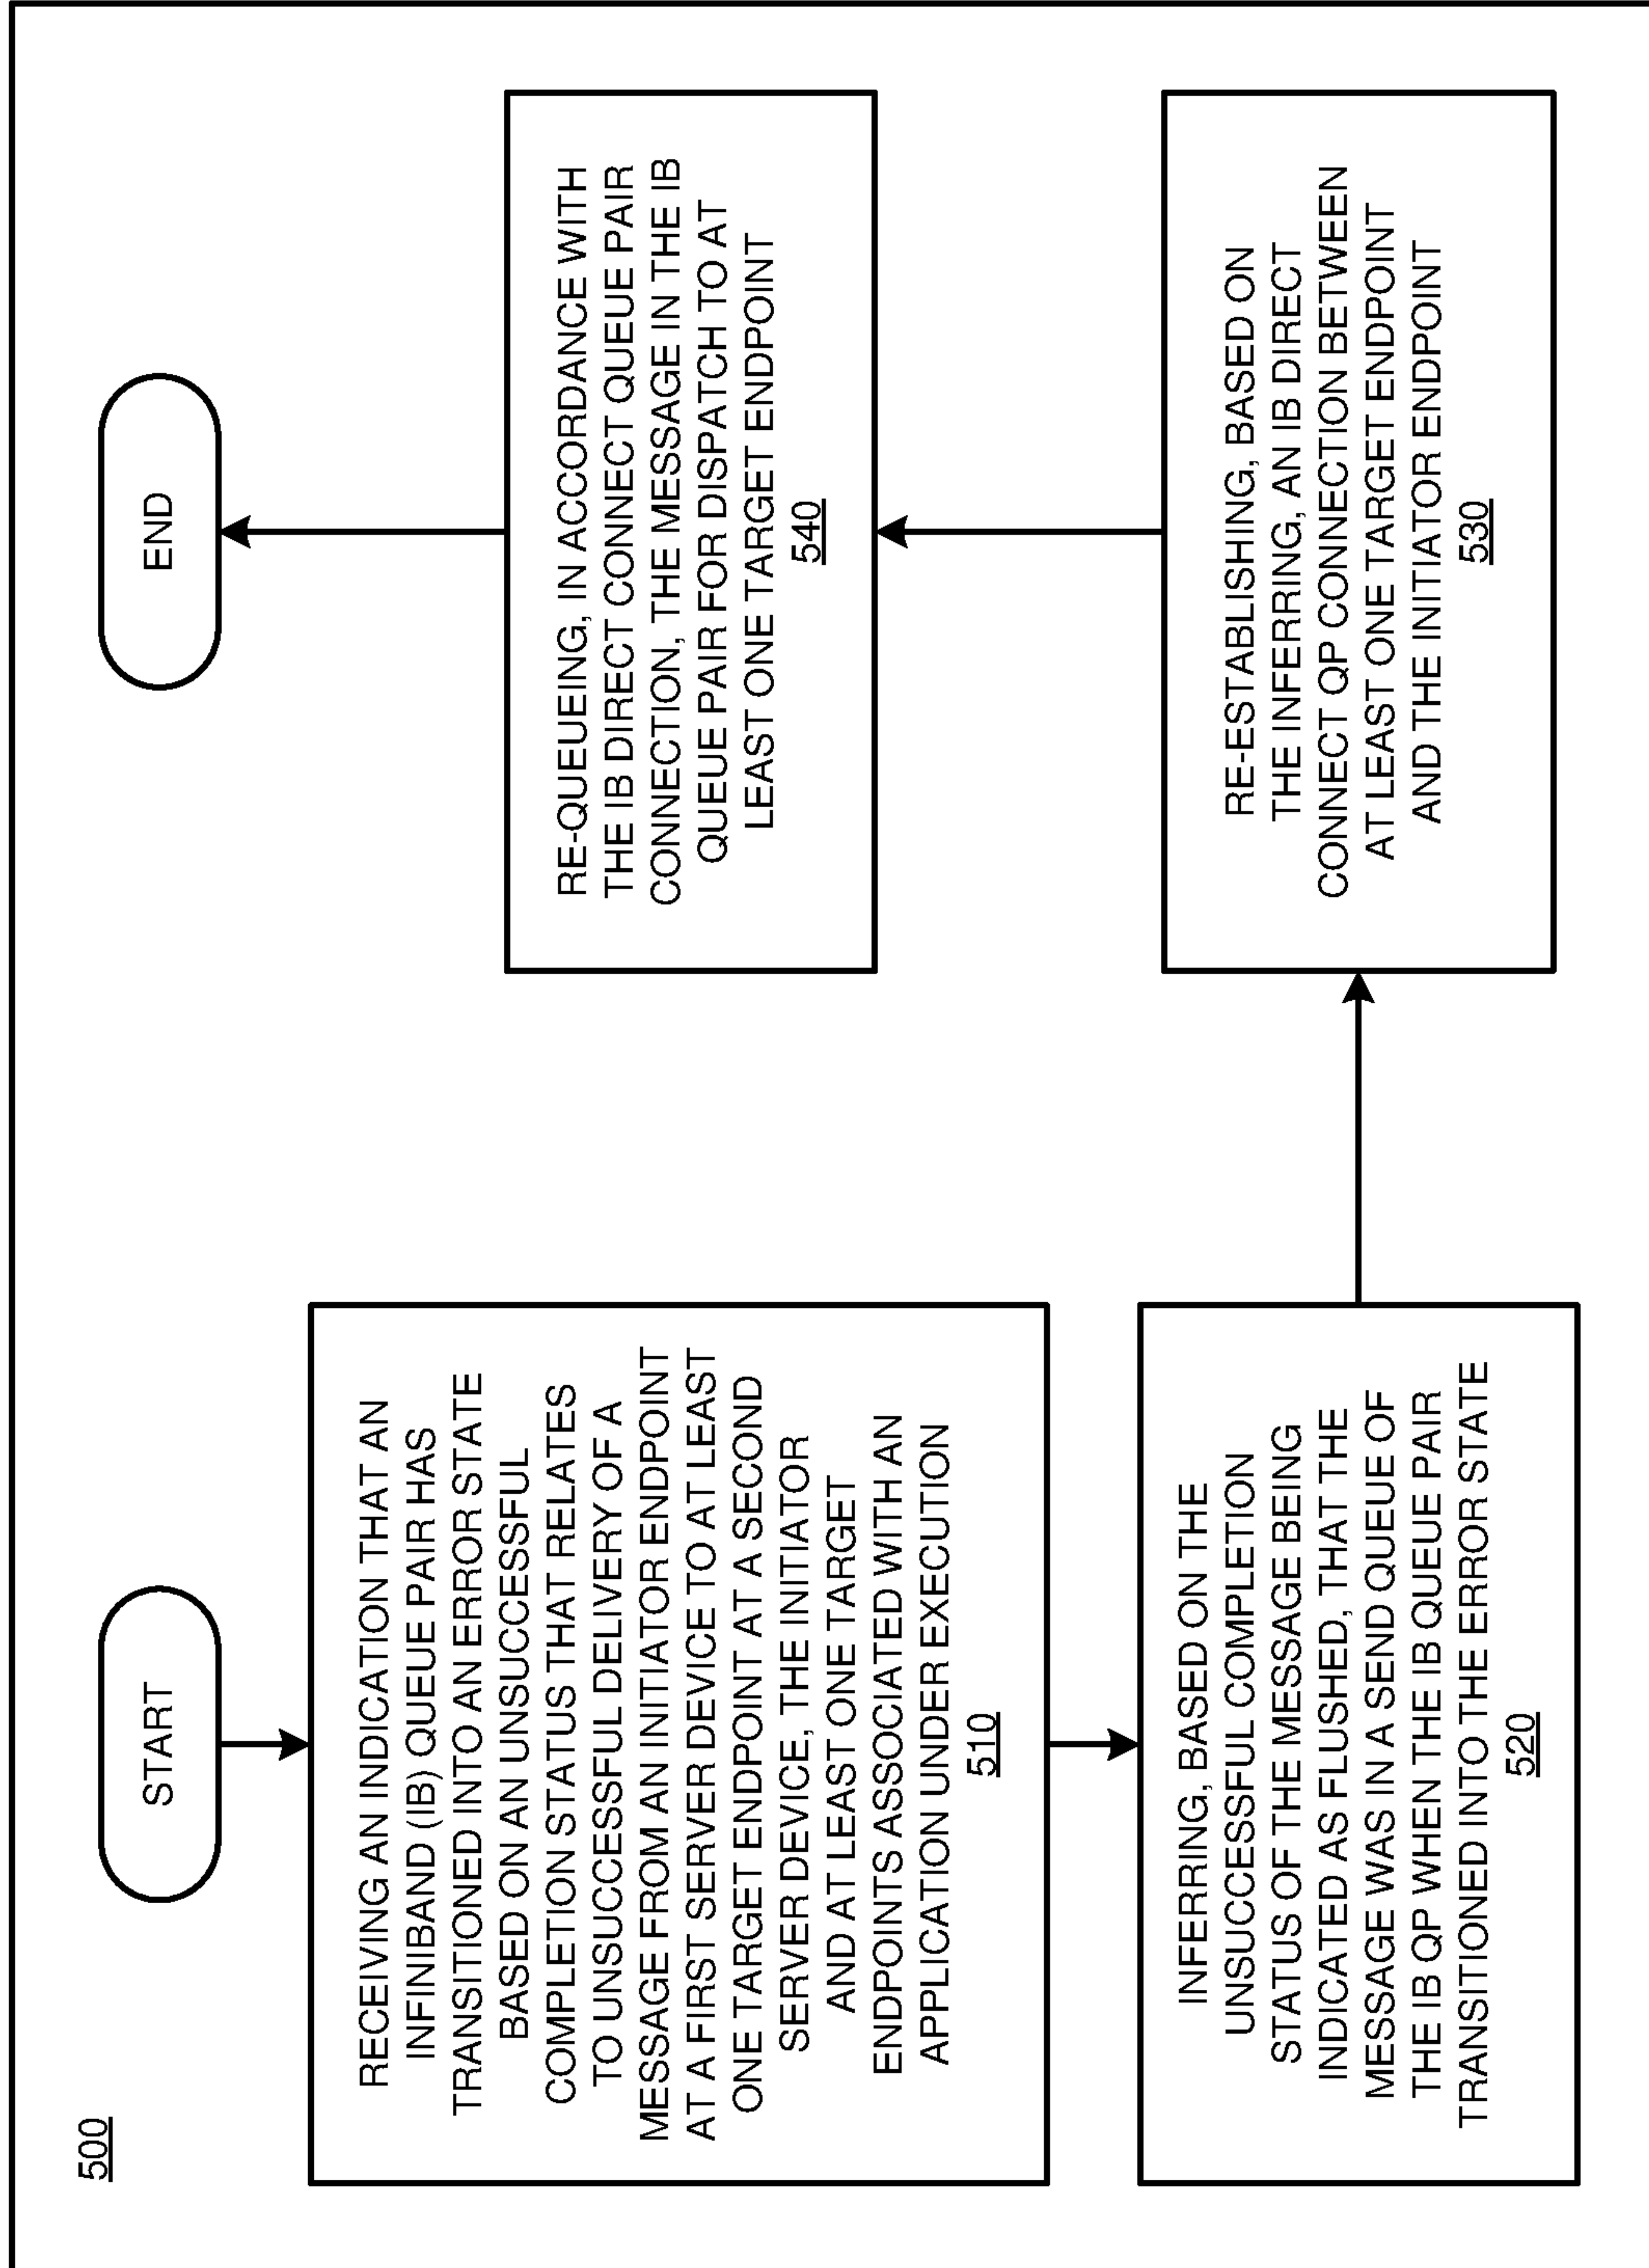 500
START
RECEIVING AN INDICATION THAT AN
INFINIBAND (IB) QUEUE PAIR HAS
TRANSITIONED INTO AN ERROR STATE
BASED ON AN UNSUCCESSFUL
COMPLETION STATUS THAT RELATES
TO UNSUCCESSFUL DELIVERY OF A
MESSAGE FROM AN INITIATOR ENDPOINT
AT A FIRST SERVER DEVICE TO AT LEAST
ONE TARGET ENDPOINT AT A SECOND
SERVER DEVICE, THE INITIATOR
AND AT LEAST ONE TARGET
ENDPOINTS ASSOCIATED WITH AN
APPLICATION UNDER EXECUTION
510
INFERRING, BASED ON THE
UNSUCCESSFUL COMPLETION
STATUS OF THE MESSAGE BEING
INDICATED AS FLUSHED, THAT THE
MESSAGE WAS IN A SEND QUEUE OF
THE IB QP WHEN THE IB QUEUE PAIR
TRANSITIONED INTO THE ERROR STATE
520
RE-ESTABLISHING, BASED ON
THE INFERRING, AN IB DIRECT
CONNECT QP CONNECTION BETWEEN
AT LEAST ONE TARGET ENDPOINT
AND THE INITIATOR ENDPOINT
530
RE-QUEUEING, IN ACCORDANCE WITH
THE IB DIRECT CONNECT QUEUE PAIR
CONNECTION, THE MESSAGE IN THE IB
QUEUE PAIR FOR DISPATCH TO AT
LEAST ONE TARGET ENDPOINT
540
END